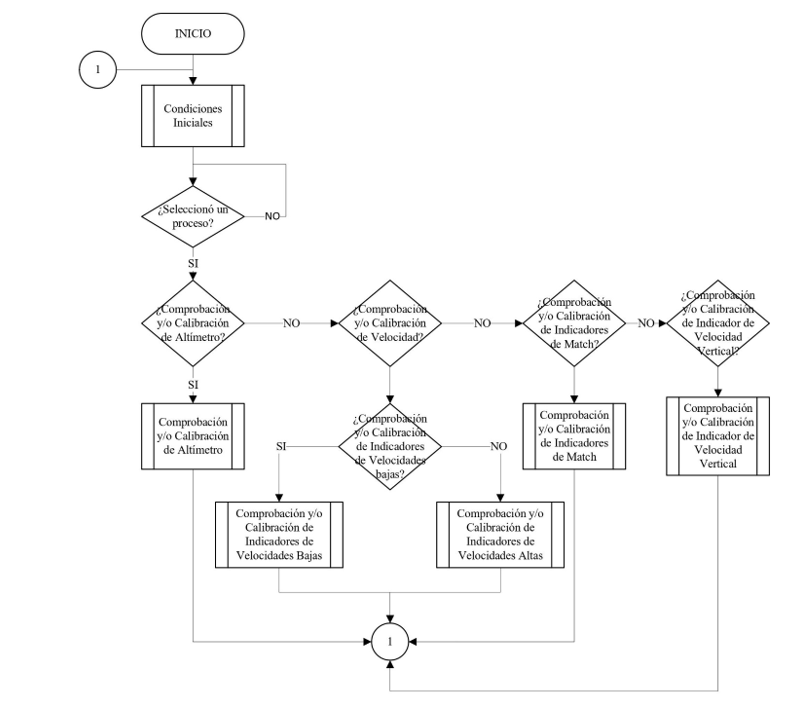 INICIO
1
Condiciones
Iniciales
¿Seleccionó un
proceso?
NO
SI
¿Comprobación
y/o Calibración
de Altímetro?
NO
¿Comprobación
y/o Calibración
de Velocidad?
NO
¿Comprobación
y/o Calibración
de Indicadores
de Match?
NO
¿Comprobación
y/o Calibración
de Indicador de
Velocidad
Vertical?
SI
Comprobación
y/o Calibración
de Altímetro
¿Comprobación
y/o Calibración
de Indicadores
de Velocidades
bajas?
SI
NO
Comprobación
y/o Calibración
de Indicadores
de Match
Comprobación
y/o Calibración
de Indicador de
Velocidad
Vertical
Comprobación y/o
Calibración de
Indicadores de
Velocidades Bajas
Comprobación y/o
Calibración de
Indicadores de
Velocidades Altas
1